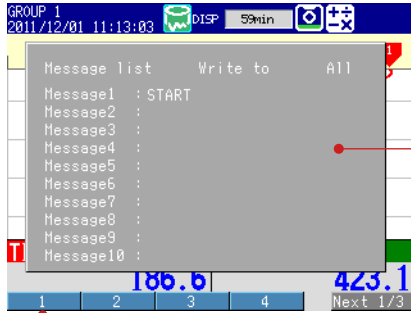 GROUP 1
2011/12/01 11:13:03 DISP 59min
1
Message list Write to All
Message1 : START
Message2 :
Message3 :
Message4 :
Message5 :
Message6 :
Message7 :
Message8 :
Message9 :
Message10 :
186.6 423.1
1 2 3 4 Next 1/3